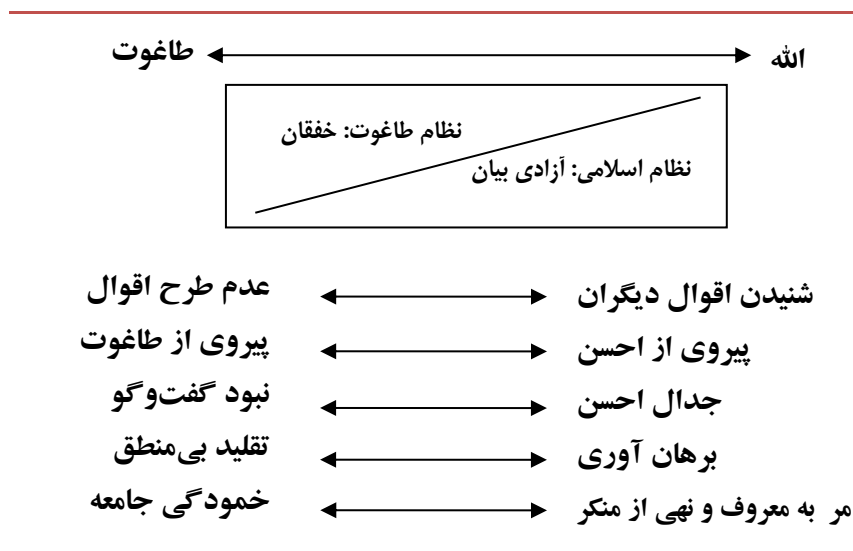 الله طاغوت
نظام طاغوت: خفقان
نظام اسلامی: آزادی بیان
شنیدن اقوال دیگران عدم طرح اقوال
پیروی از احسن پیروی از طاغوت
جدال احسن نبود گفت‌وگو
برهان آوری تقلید بی‌منطق
مر به معروف و نهی از منکر خمودگی جامعه